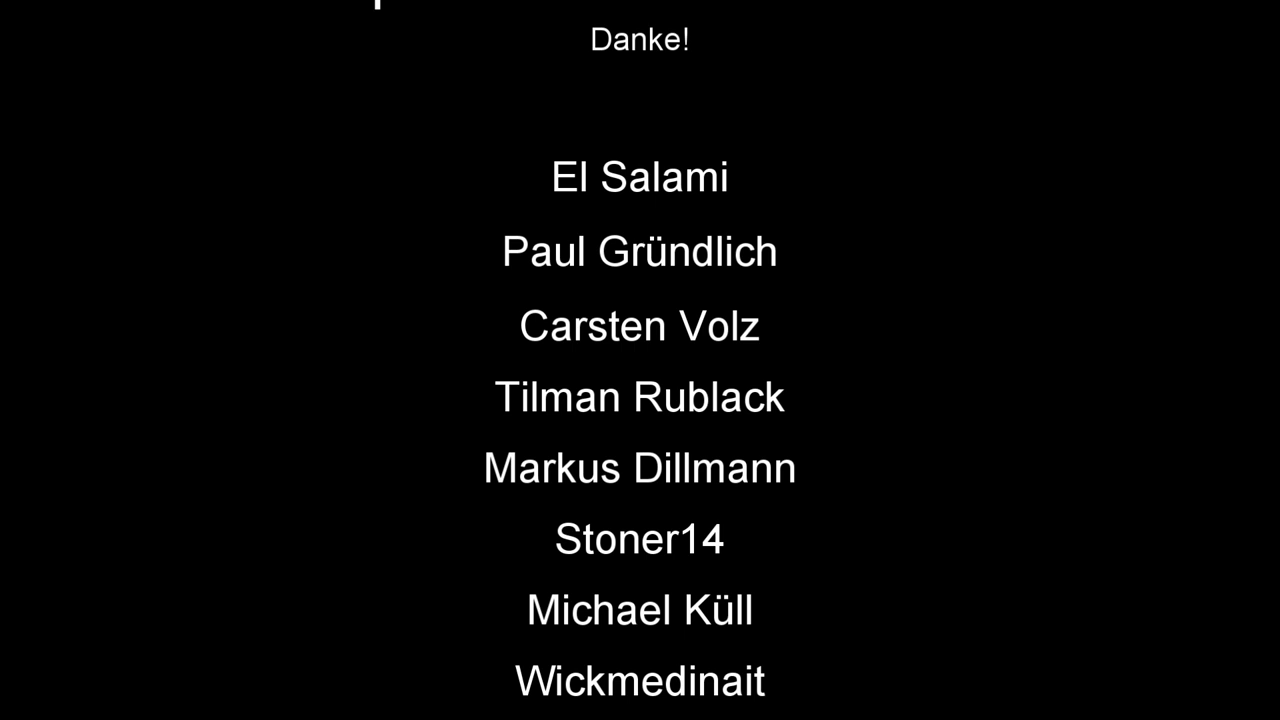 Danke!
El Salami
Paul Gründlich
Carsten Volz
Tilman Rublack
Markus Dillmann
Stoner14
Michael Küll
Wickmedinait